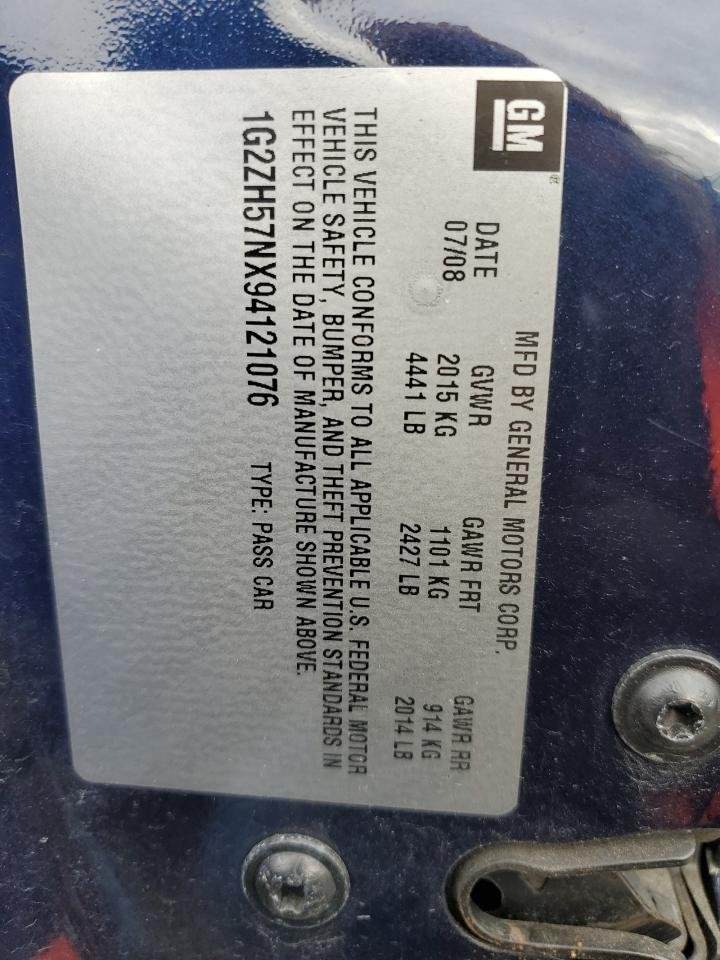 GM
MFD BY GENERAL MOTORS CORP.
DATE GVWR GAWR FRT GAWR RR
07/08 2015 KG 1101 KG 914 KG
4441 LB 2427 LB 2014 LB
THIS VEHICLE CONFORMS TO ALL APPLICABLE U.S. FEDERAL MOTOR
VEHICLE SAFETY, BUMPER, AND THEFT PREVENTION STANDARDS IN
EFFECT ON THE DATE OF MANUFACTURE SHOWN ABOVE.
1G2ZH57NX94121076 TYPE: PASS CAR